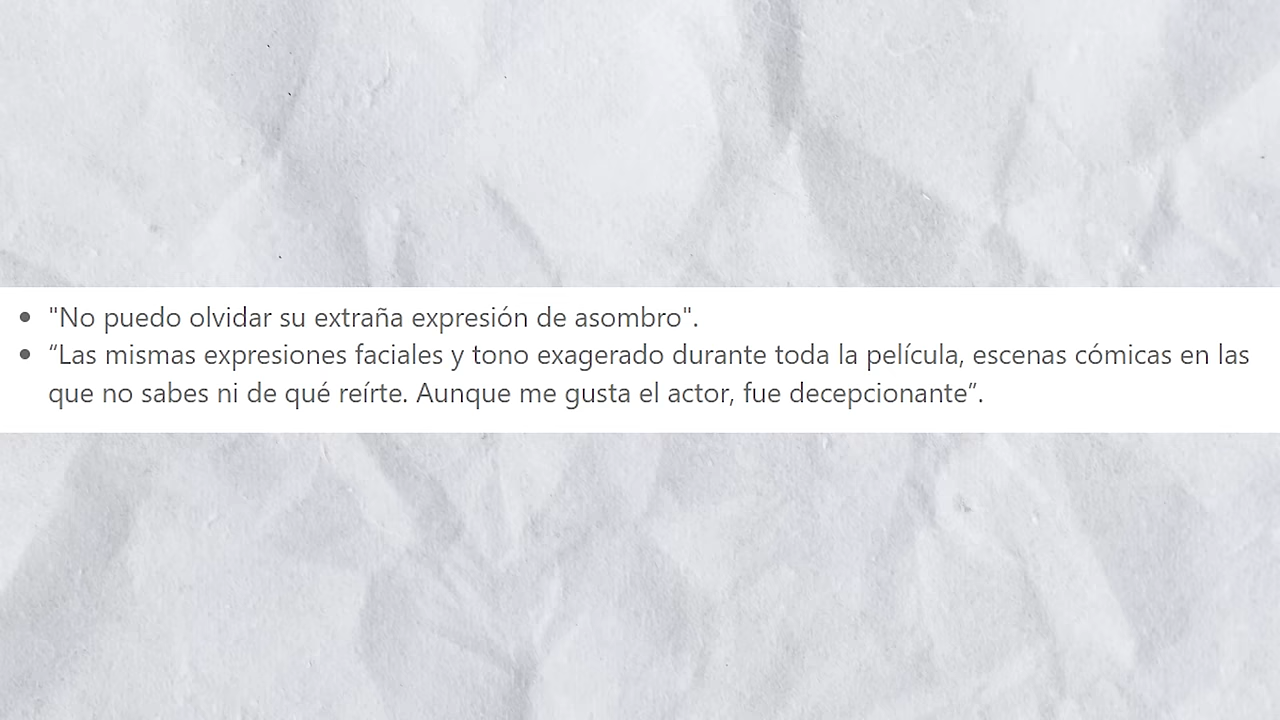 • "No puedo olvidar su extraña expresión de asombro".
• “Las mismas expresiones faciales y tono exagerado durante toda la película, escenas cómicas en las
que no sabes ni de qué reírte. Aunque me gusta el actor, fue decepcionante”.